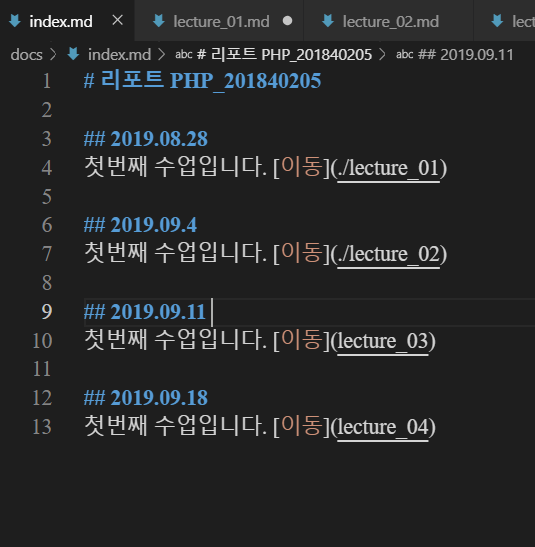 index.md × lecture_01.md ● lecture_02.md lect
docs > index.md > abc # 리포트 PHP_201840205 > abc ## 2019.09.11
1 # 리포트 PHP_201840205
2
3 ## 2019.08.28
4 첫번째 수업입니다. [이동](./lecture_01)
5
6 ## 2019.09.4
7 첫번째 수업입니다. [이동](./lecture_02)
8
9 ## 2019.09.11
10 첫번째 수업입니다. [이동](lecture_03)
11
12 ## 2019.09.18
13 첫번째 수업입니다. [이동](lecture_04)